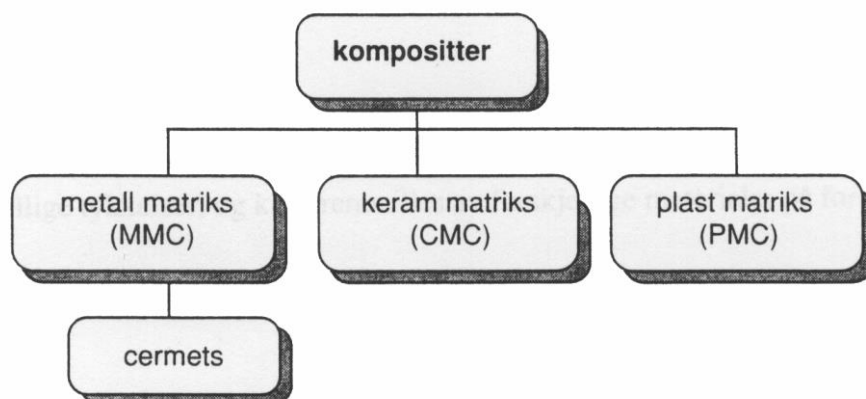 kompositter
metall matriks
(MMC)
keram matriks
(CMC)
plast matriks
(PMC)
cermets